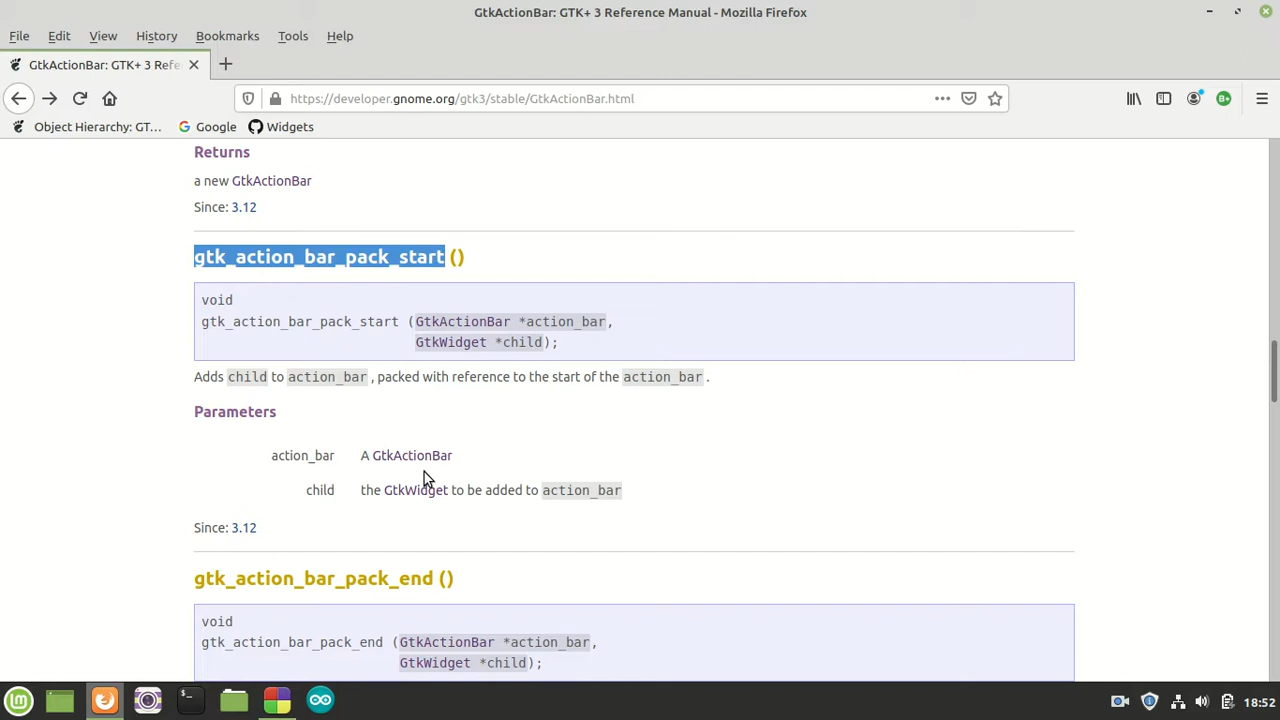 GtkActionBar: GTK+ 3 Reference Manual - Mozilla Firefox
File Edit View History Bookmarks Tools Help
GtkActionBar: GTK+ 3 Refe
https://developer.gnome.org/gtk3/stable/GtkActionBar.html
Object Hierarchy: GT… Google Widgets
Returns
a new GtkActionBar
Since: 3.12
gtk_action_bar_pack_start ()
void
gtk_action_bar_pack_start (GtkActionBar *action_bar,
GtkWidget *child);
Adds child to action_bar , packed with reference to the start of the action_bar .
Parameters
action_bar A GtkActionBar
child the GtkWidget to be added to action_bar
Since: 3.12
gtk_action_bar_pack_end ()
void
gtk_action_bar_pack_end (GtkActionBar *action_bar,
GtkWidget *child);
18:52